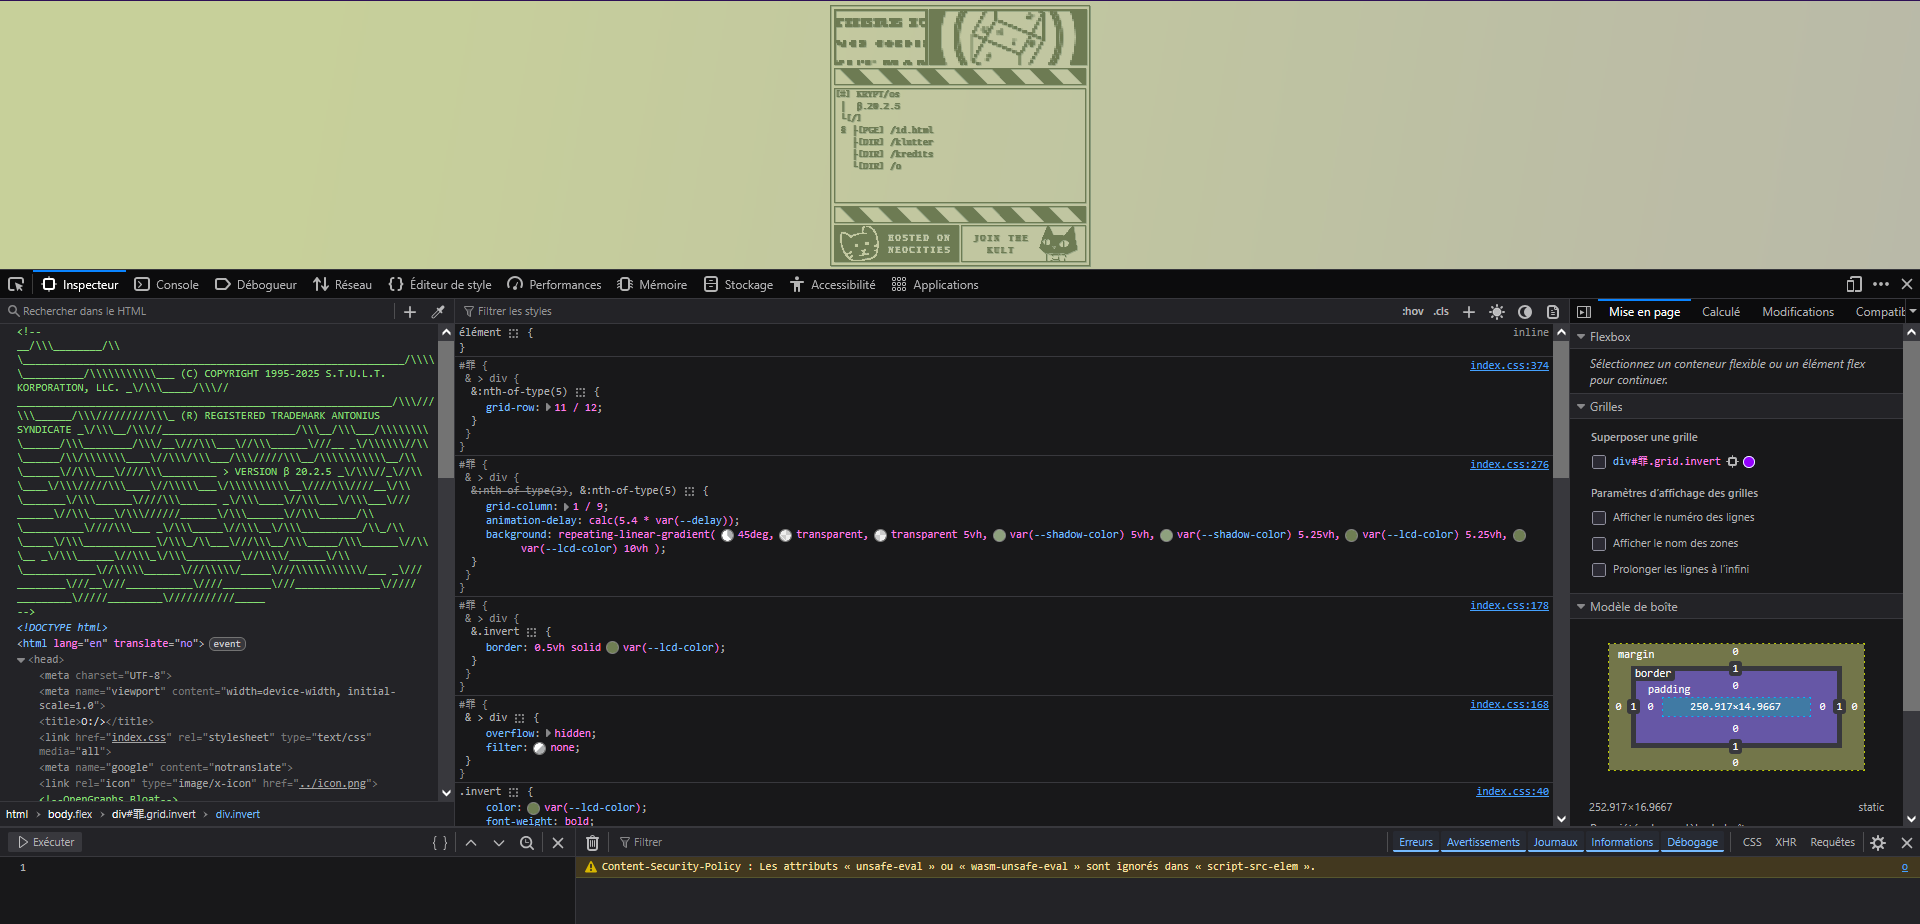 [#] KRYPT/os
β.20.2.5
└[/]
├[PGE] /id.html
├[DIR] /klutter
├[DIR] /kredits
└[DIR] /o
HOSTED ON
NEOCITIES
JOIN THE
KULT
Inspecteur Console Débogueur Réseau {} Éditeur de style Performances Mémoire Stockage Accessibilité Applications
Rechercher dans le HTML
<!--
(C) COPYRIGHT 1995-2025 S.T.U.L.T.
KORPORATION, LLC.
(R) REGISTERED TRADEMARK ANTONIUS
SYNDICATE
> VERSION β 20.2.5
-->
<!DOCTYPE html>
<html lang="en" translate="no"> event
<head>
<meta charset="UTF-8">
<meta name="viewport" content="width=device-width, initial-
scale=1.0">
<title>O:/></title>
<link href="index.css" rel="stylesheet" type="text/css"
media="all">
<meta name="google" content="notranslate">
<link rel="icon" type="image/x-icon" href="../icon.png">
<!--OpenGraphs Bloat-->
html > body.flex > div#罪.grid.invert > div.invert
Filtrer les styles :hov .cls
élément { inline
}
#罪 { index.css:374
& > div {
&:nth-of-type(5) {
grid-row: 11 / 12;
}
}
}
#罪 { index.css:276
& > div {
&:nth-of-type(3), &:nth-of-type(5) {
grid-column: 1 / 9;
animation-delay: calc(5.4 * var(--delay));
background: repeating-linear-gradient( 45deg, transparent, transparent 5vh, var(--shadow-color) 5vh, var(--shadow-color) 5.25vh, var(--lcd-color) 5.25vh,
var(--lcd-color) 10vh );
}
}
}
#罪 { index.css:178
& > div {
&.invert {
border: 0.5vh solid var(--lcd-color);
}
}
}
#罪 { index.css:168
& > div {
overflow: hidden;
filter: none;
}
}
.invert { index.css:40
color: var(--lcd-color);
font-weight: bold;
Mise en page Calculé Modifications Compatib
Flexbox
Sélectionnez un conteneur flexible ou un élément flex
pour continuer.
Grilles
Superposer une grille
div#罪.grid.invert
Paramètres d’affichage des grilles
Afficher le numéro des lignes
Afficher le nom des zones
Prolonger les lignes à l’infini
Modèle de boîte
margin 0
border 1
padding 0
0 1 0 250.917×14.9667 0 1 0
0
1
0
252.917×16.9667 static
Exécuter { }
1
Filtrer Erreurs Avertissements Journaux Informations Débogage CSS XHR Requêtes
Content-Security-Policy : Les attributs « unsafe-eval » ou « wasm-unsafe-eval » sont ignorés dans « script-src-elem ». o